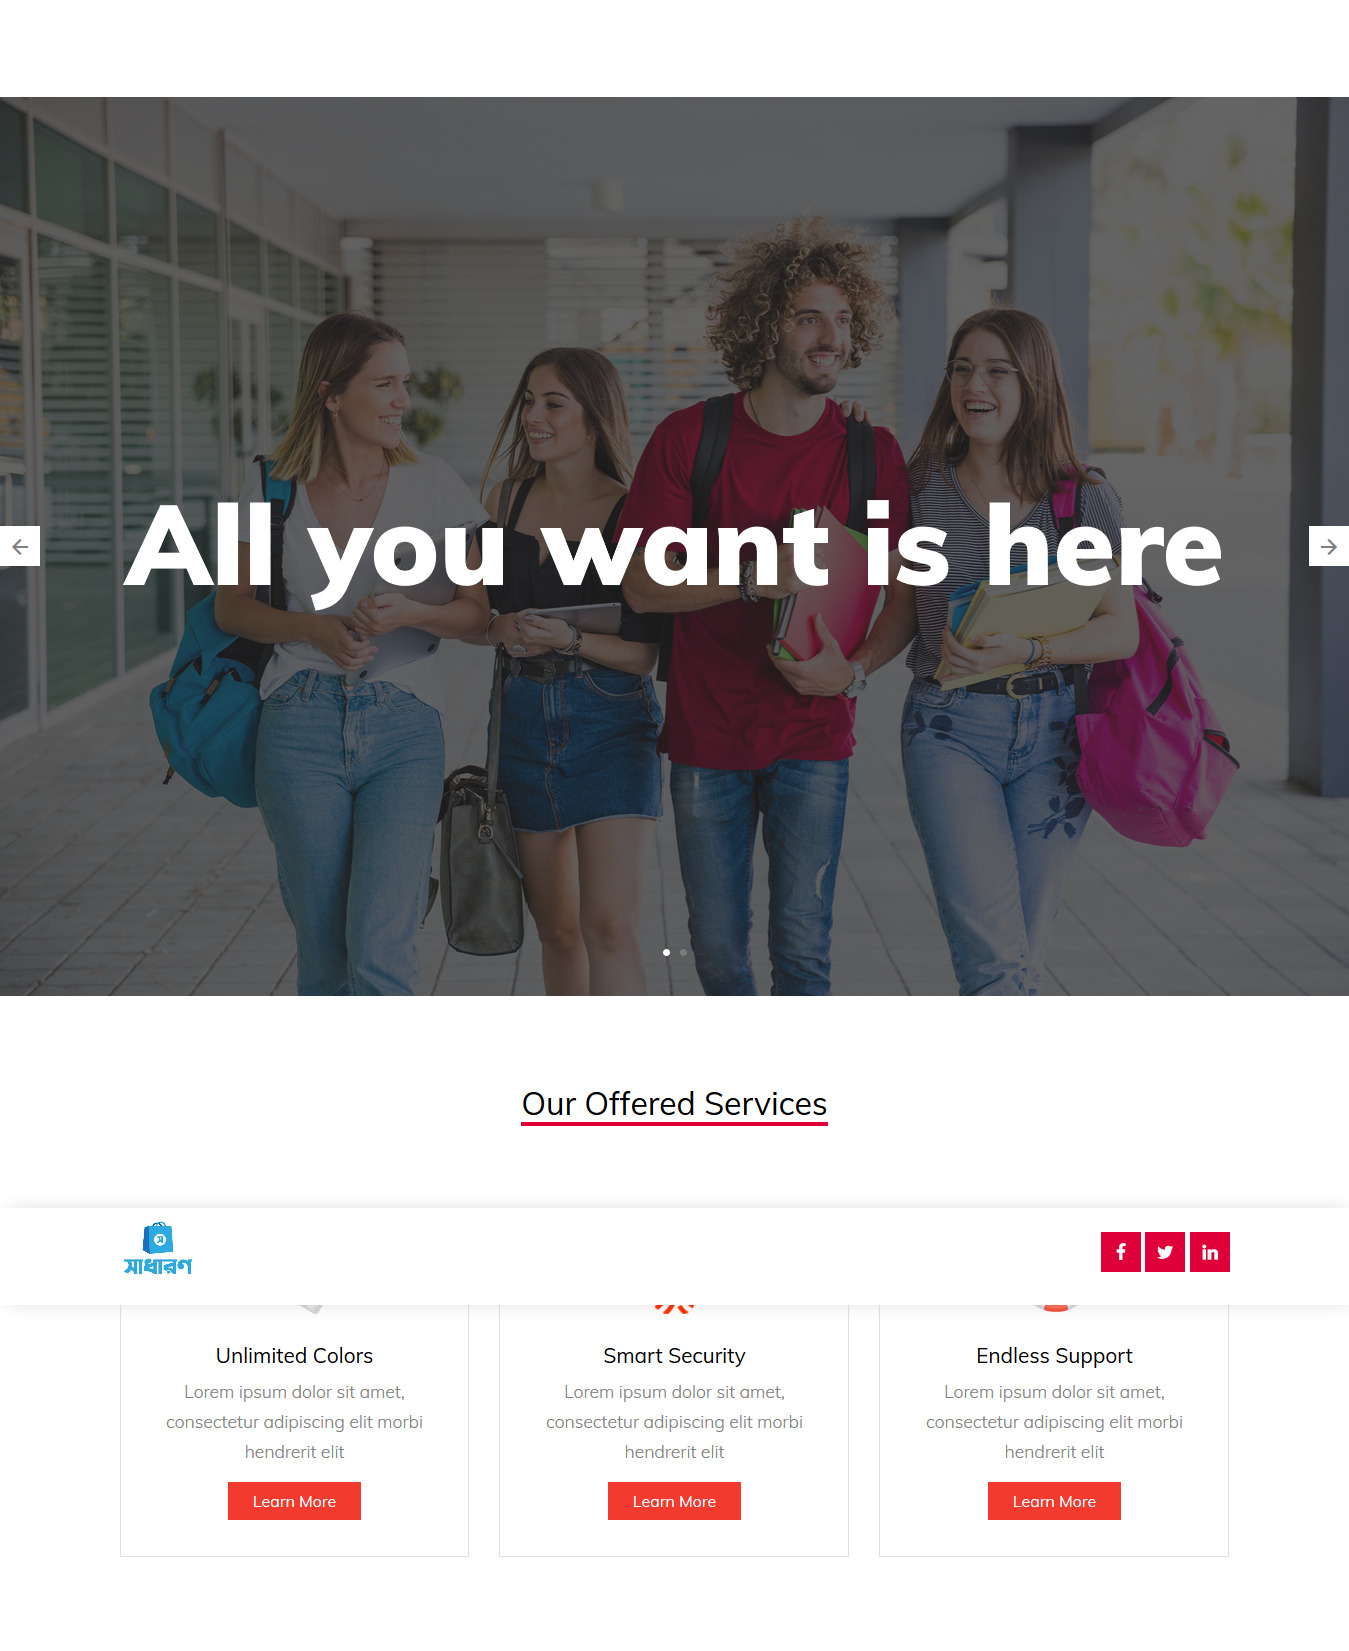 All you want is here
Our Offered Services
সাধারণ
Unlimited Colors
Lorem ipsum dolor sit amet,
consectetur adipiscing elit morbi
hendrerit elit
Learn More
Smart Security
Lorem ipsum dolor sit amet,
consectetur adipiscing elit morbi
hendrerit elit
Learn More
Endless Support
Lorem ipsum dolor sit amet,
consectetur adipiscing elit morbi
hendrerit elit
Learn More